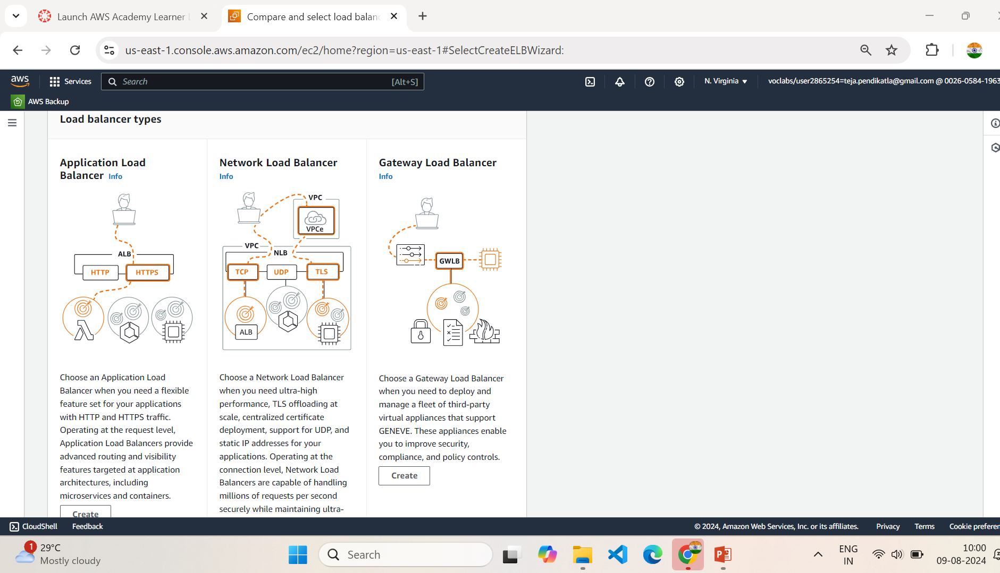 Launch AWS Academy Learner L
Compare and select load balanc
us-east-1.console.aws.amazon.com/ec2/home?region=us-east-1#SelectCreateELBWizard:
aws
Services
Search
[Alt+S]
N. Virginia
voclabs/user2865254=teja.pendikatla@gmail.com @ 0026-0584-1963
AWS Backup
Load balancer types
Application Load
Balancer Info
ALB
HTTP
HTTPS
Choose an Application Load
Balancer when you need a flexible
feature set for your applications
with HTTP and HTTPS traffic.
Operating at the request level,
Application Load Balancers provide
advanced routing and visibility
features targeted at application
architectures, including
microservices and containers.
Create
Network Load Balancer
Info
VPC
VPCe
VPC
NLB
TCP
UDP
TLS
ALB
Choose a Network Load Balancer
when you need ultra-high
performance, TLS offloading at
scale, centralized certificate
deployment, support for UDP, and
static IP addresses for your
applications. Operating at the
connection level, Network Load
Balancers are capable of handling
millions of requests per second
securely while maintaining ultra-
Gateway Load Balancer
Info
GWLB
Choose a Gateway Load Balancer
when you need to deploy and
manage a fleet of third-party
virtual appliances that support
GENEVE. These appliances enable
you to improve security,
compliance, and policy controls.
Create
CloudShell
Feedback
© 2024, Amazon Web Services, Inc. or its affiliates.
Privacy
Terms
Cookie preferen
1
29°C
Mostly cloudy
Search
ENG
IN
10:00
09-08-2024